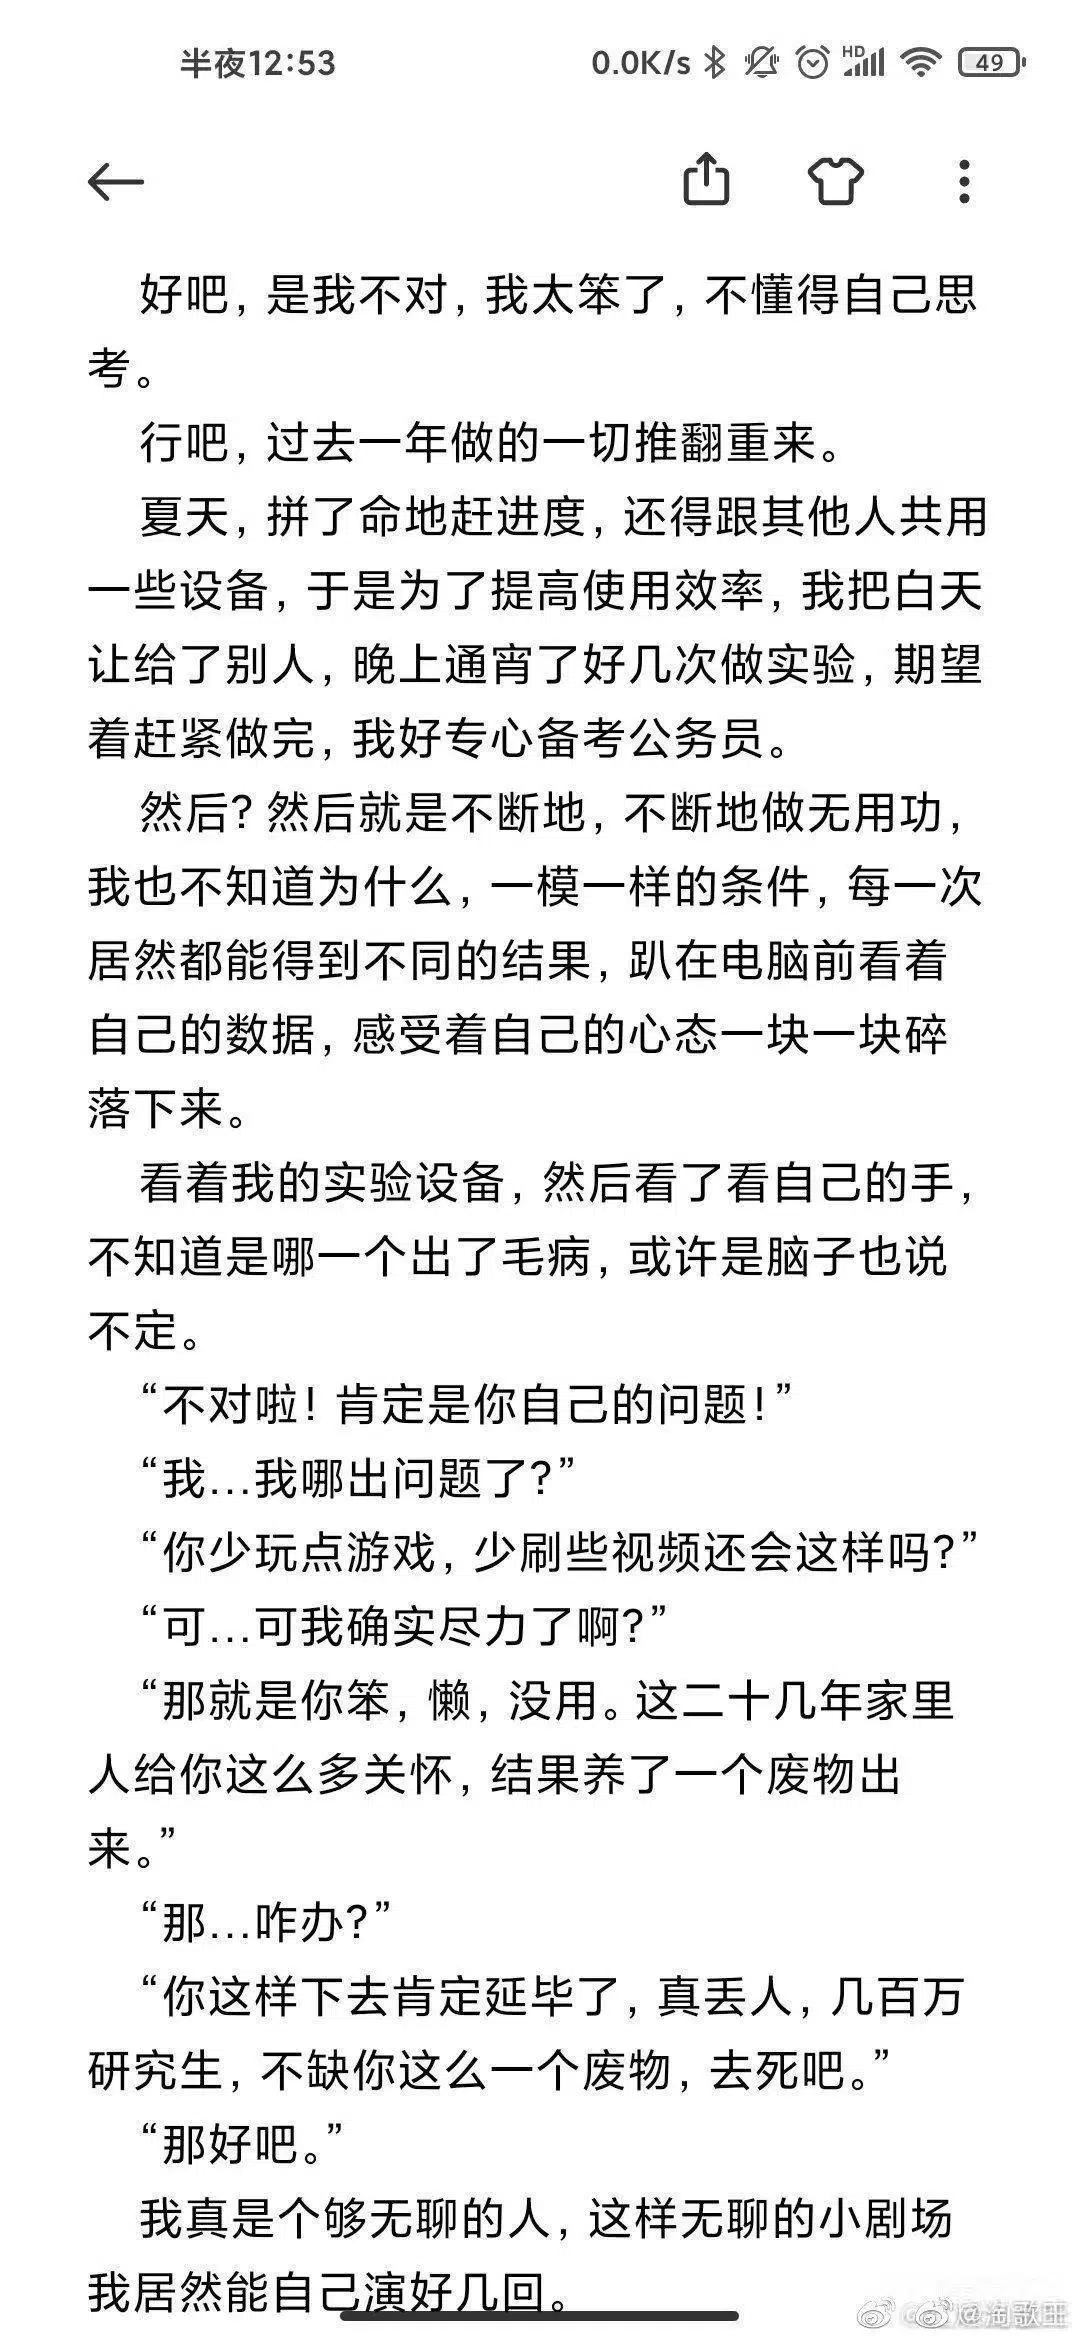 半夜12:53 0.0K/s HD 49
好吧，是我不对，我太笨了，不懂得自己思
考。
行吧，过去一年做的一切推翻重来。
夏天，拼了命地赶进度，还得跟其他人共用
一些设备，于是为了提高使用效率，我把白天
让给了别人，晚上通宵了好几次做实验，期望
着赶紧做完，我好专心备考公务员。
然后？然后就是不断地，不断地做无用功，
我也不知道为什么，一模一样的条件，每一次
居然都能得到不同的结果，趴在电脑前看着
自己的数据，感受着自己的心态一块一块碎
落下来。
看着我的实验设备，然后看了看自己的手，
不知道是哪一个出了毛病，或许是脑子也说
不定。
“不对啦！肯定是你自己的问题！”
“我…我哪出问题了？”
“你少玩点游戏，少刷些视频还会这样吗？”
“可…可我确实尽力了啊？”
“那就是你笨，懒，没用。这二十几年家里
人给你这么多关怀，结果养了一个废物出
来。”
“那…咋办？”
“你这样下去肯定延毕了，真丢人，几百万
研究生，不缺你这么一个废物，去死吧。”
“那好吧。”
我真是个够无聊的人，这样无聊的小剧场
我居然能自己演好几回。
@淘歌旺